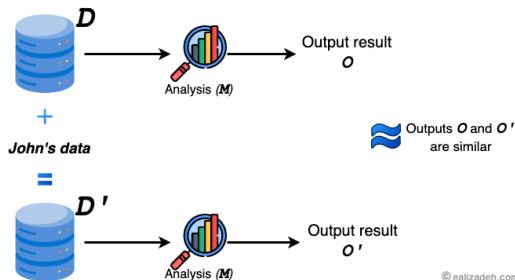 D
Output result
O
Analysis (M)
+
John's data
=
Outputs O and O'
are similar
D'
Output result
O'
Analysis (M)
© ealizadeh.com